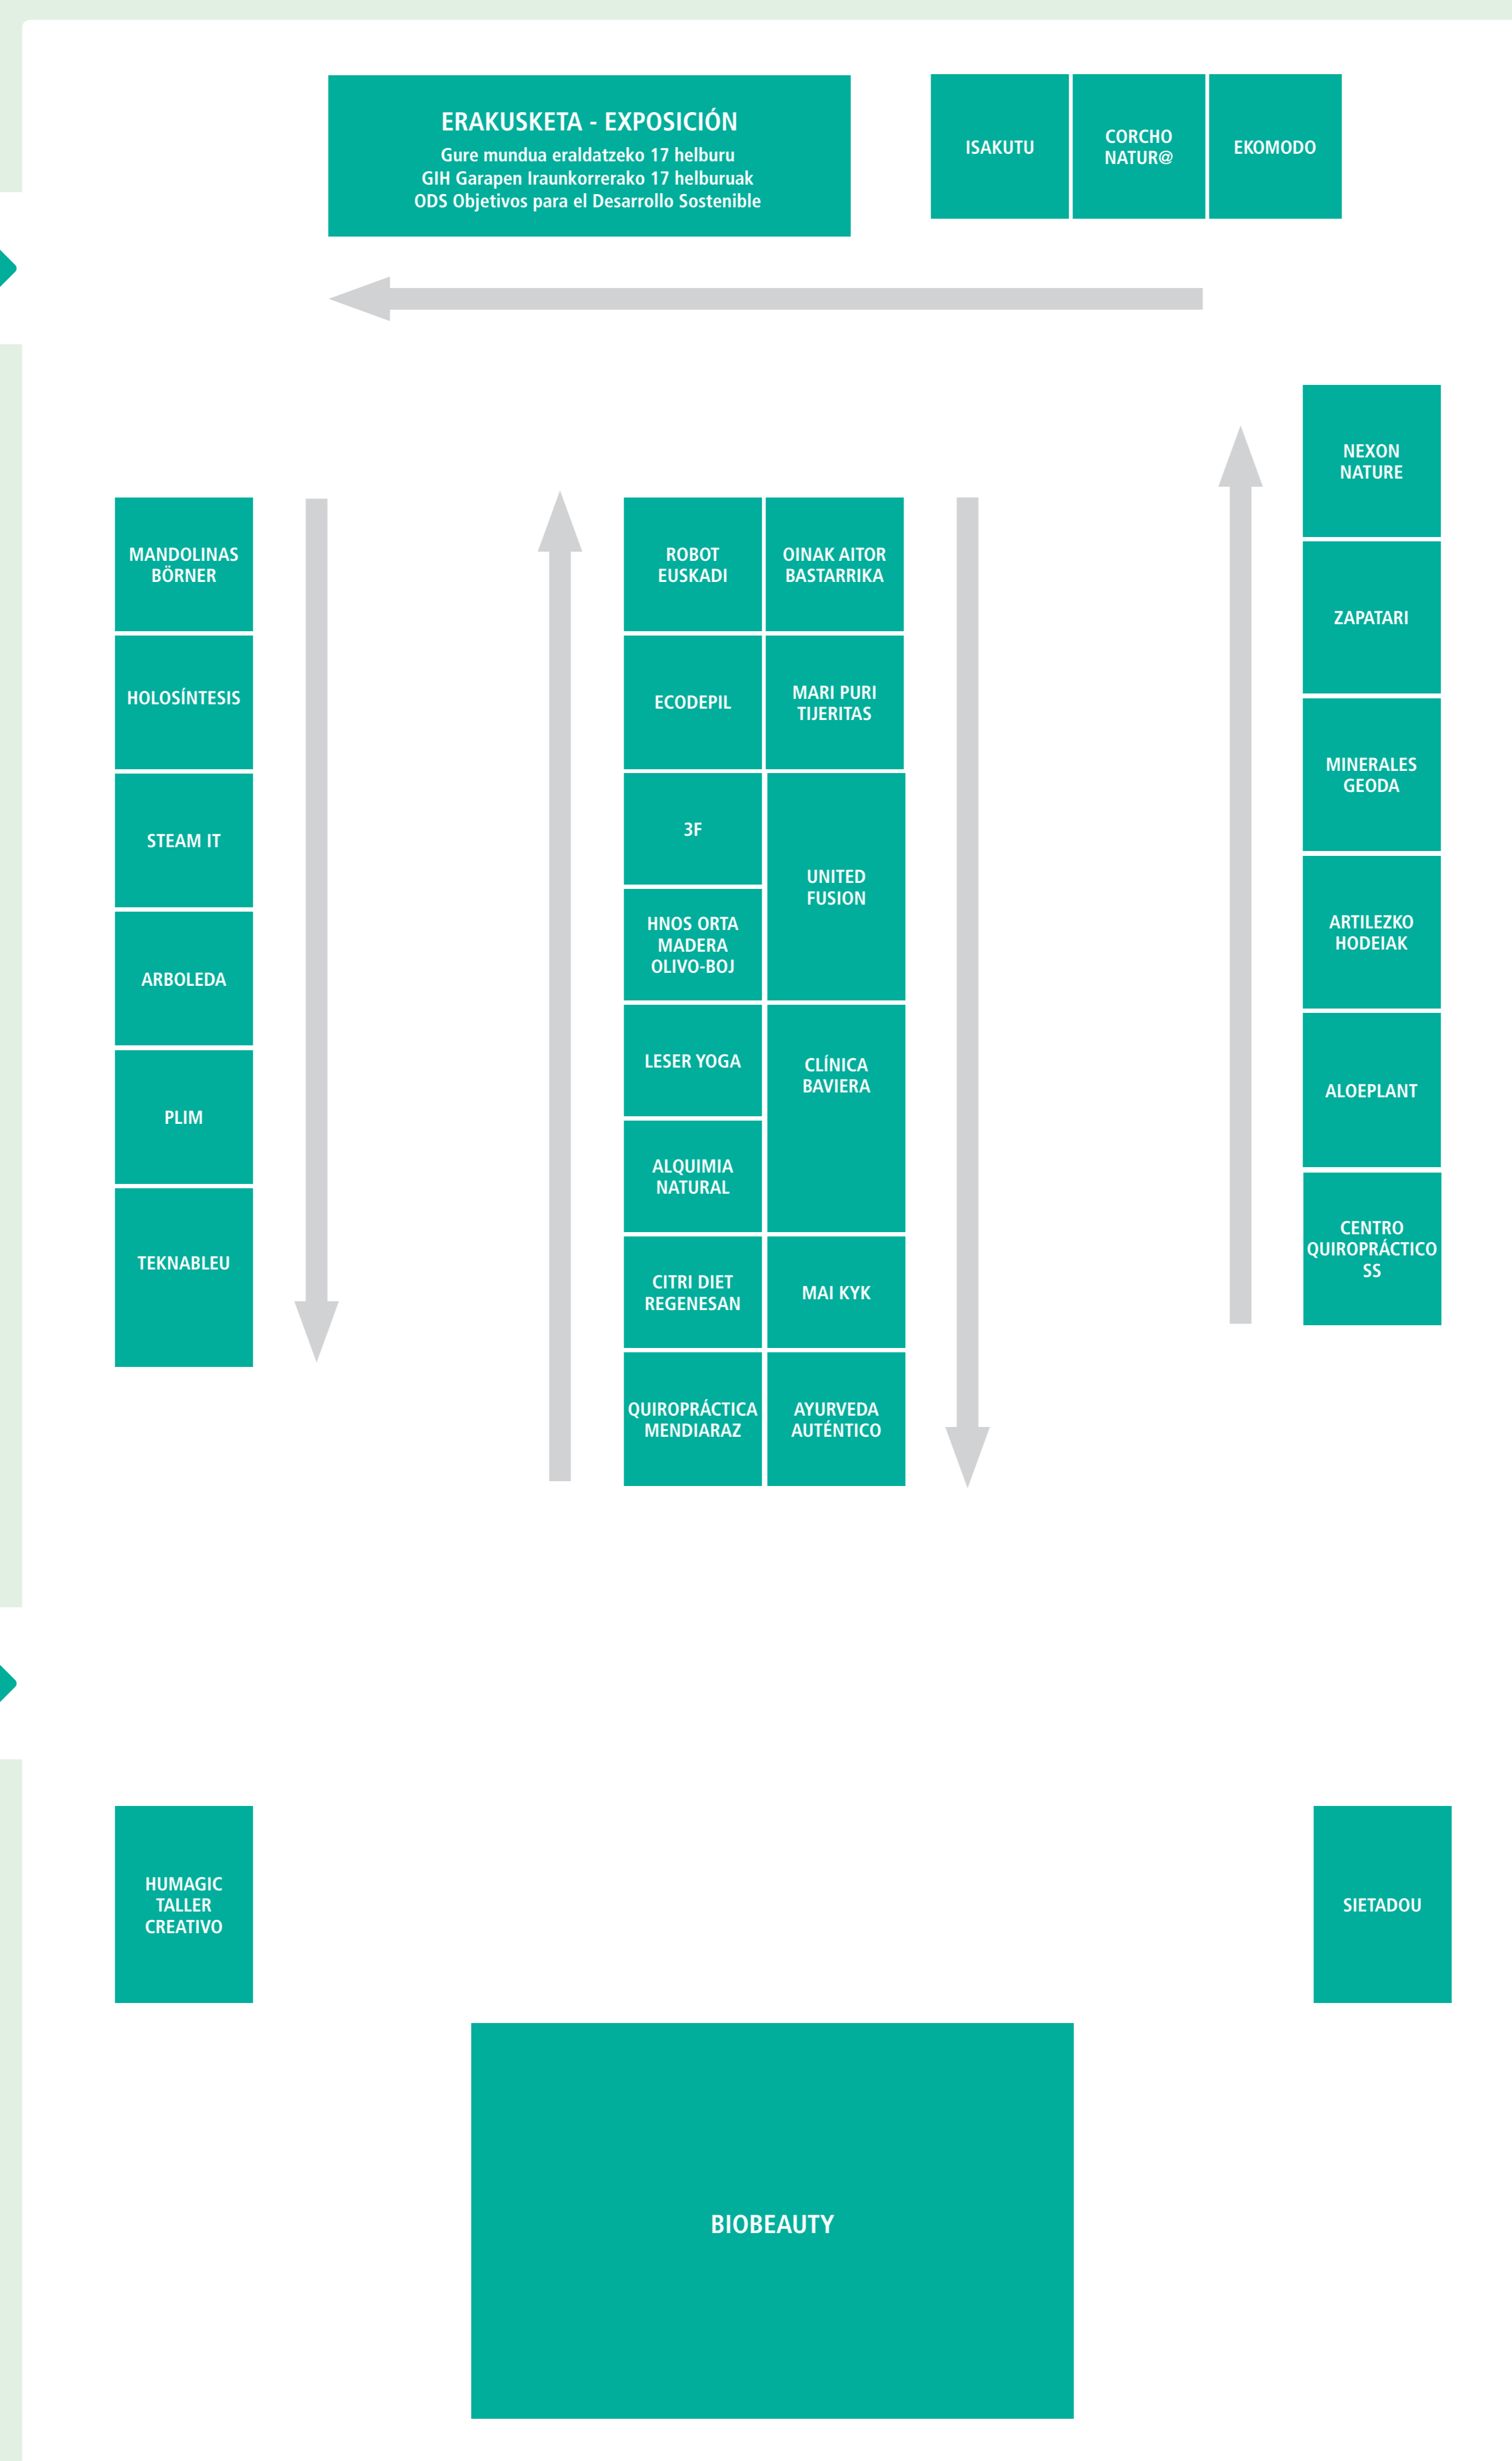 ERAKUSKETA - EXPOSICIÓN
Gure mundua eraldatzeko 17 helburu
GIH Garapen Iraunkorrerako 17 helburuak
ODS Objetivos para el Desarrollo Sostenible
ISAKUTU
CORCHO
NATUR@
EKOMODO
MANDOLINAS
BÖRNER
HOLOSÍNTESIS
STEAM IT
ARBOLEDA
PLIM
TEKNABLEU
ROBOT
EUSKADI
ECODEPIL
3F
HNOS ORTA
MADERA
OLIVO-BOJ
LESER YOGA
ALQUIMIA
NATURAL
CITRI DIET
REGENESAN
QUIROPRÁCTICA
MENDIARAZ
OINAK AITOR
BASTARRIKA
MARI PURI
TIJERITAS
UNITED
FUSION
CLÍNICA
BAVIERA
MAI KYK
AYURVEDA
AUTÉNTICO
NEXON
NATURE
ZAPATARI
MINERALES
GEODA
ARTILEZKO
HODEIAK
ALOEPLANT
CENTRO
QUIROPRÁCTICO
SS
HUMAGIC
TALLER
CREATIVO
SIETADOU
BIOBEAUTY